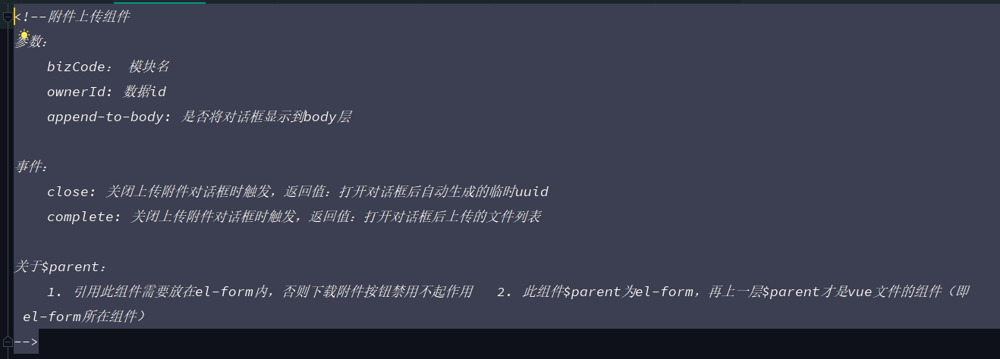 <!--附件上传组件
参数：
bizCode： 模块名
ownerId: 数据id
append-to-body: 是否将对话框显示到body层
事件：
close: 关闭上传附件对话框时触发，返回值：打开对话框后自动生成的临时uuid
complete: 关闭上传附件对话框时触发，返回值：打开对话框后上传的文件列表
关于$parent：
1. 引用此组件需要放在el-form内，否则下载附件按钮禁用不起作用 2. 此组件$parent为el-form，再上一层$parent才是vue文件的组件（即
el-form所在组件）
-->